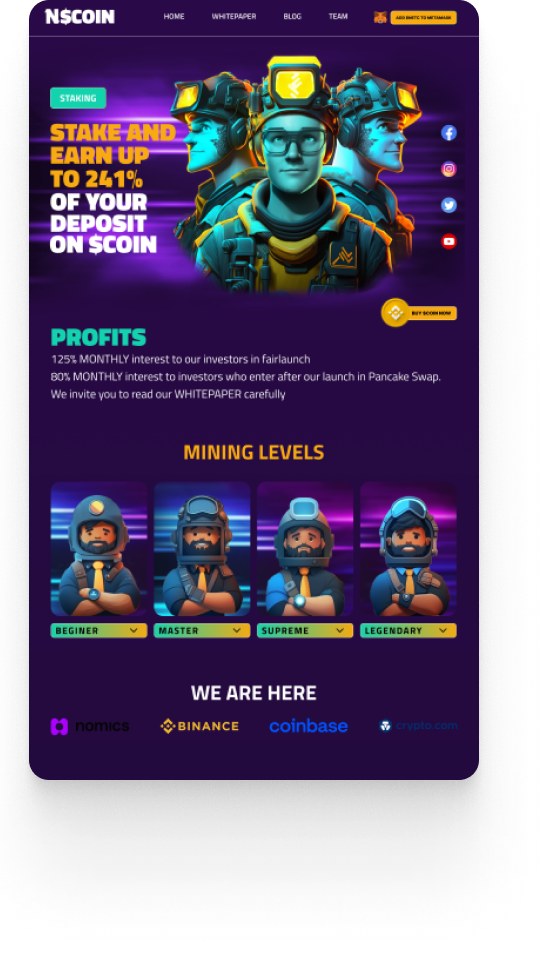 N$COIN
HOME WHITEPAPER BLOG TEAM ADD $NITC TO METAMASK
STAKING
STAKE AND
EARN UP
TO 241%
OF YOUR
DEPOSIT
ON $COIN
BUY $COIN NOW
PROFITS
125% MONTHLY interest to our investors in fairlaunch
80% MONTHLY interest to investors who enter after our launch in Pancake Swap.
We invite you to read our WHITEPAPER carefully
MINING LEVELS
BEGINER MASTER SUPREME LEGENDARY
WE ARE HERE
nomics BINANCE coinbase crypto.com